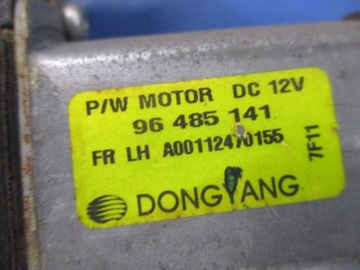 P/W MOTOR DC 12V
96 485 141
FR LH A00112470155
7F11
DONGYANG